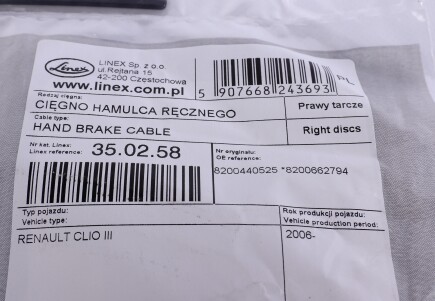 Linex
LINEX Sp. z o.o.
ul.Rejtana 15
42-200 Częstochowa
www.linex.com.pl
5 907668 243693
Rodzaj cięgna:
CIĘGNO HAMULCA RĘCZNEGO
Prawy tarcze
Cable type:
HAND BRAKE CABLE
Right discs
Nr kat. Linex:
Linex reference:
35.02.58
Nr oryginału:
OE reference:
8200440525 *8200662794
Typ pojazdu:
Vehicle type:
Rok produkcji pojazdu:
Vehicle production period:
RENAULT CLIO III
2006-